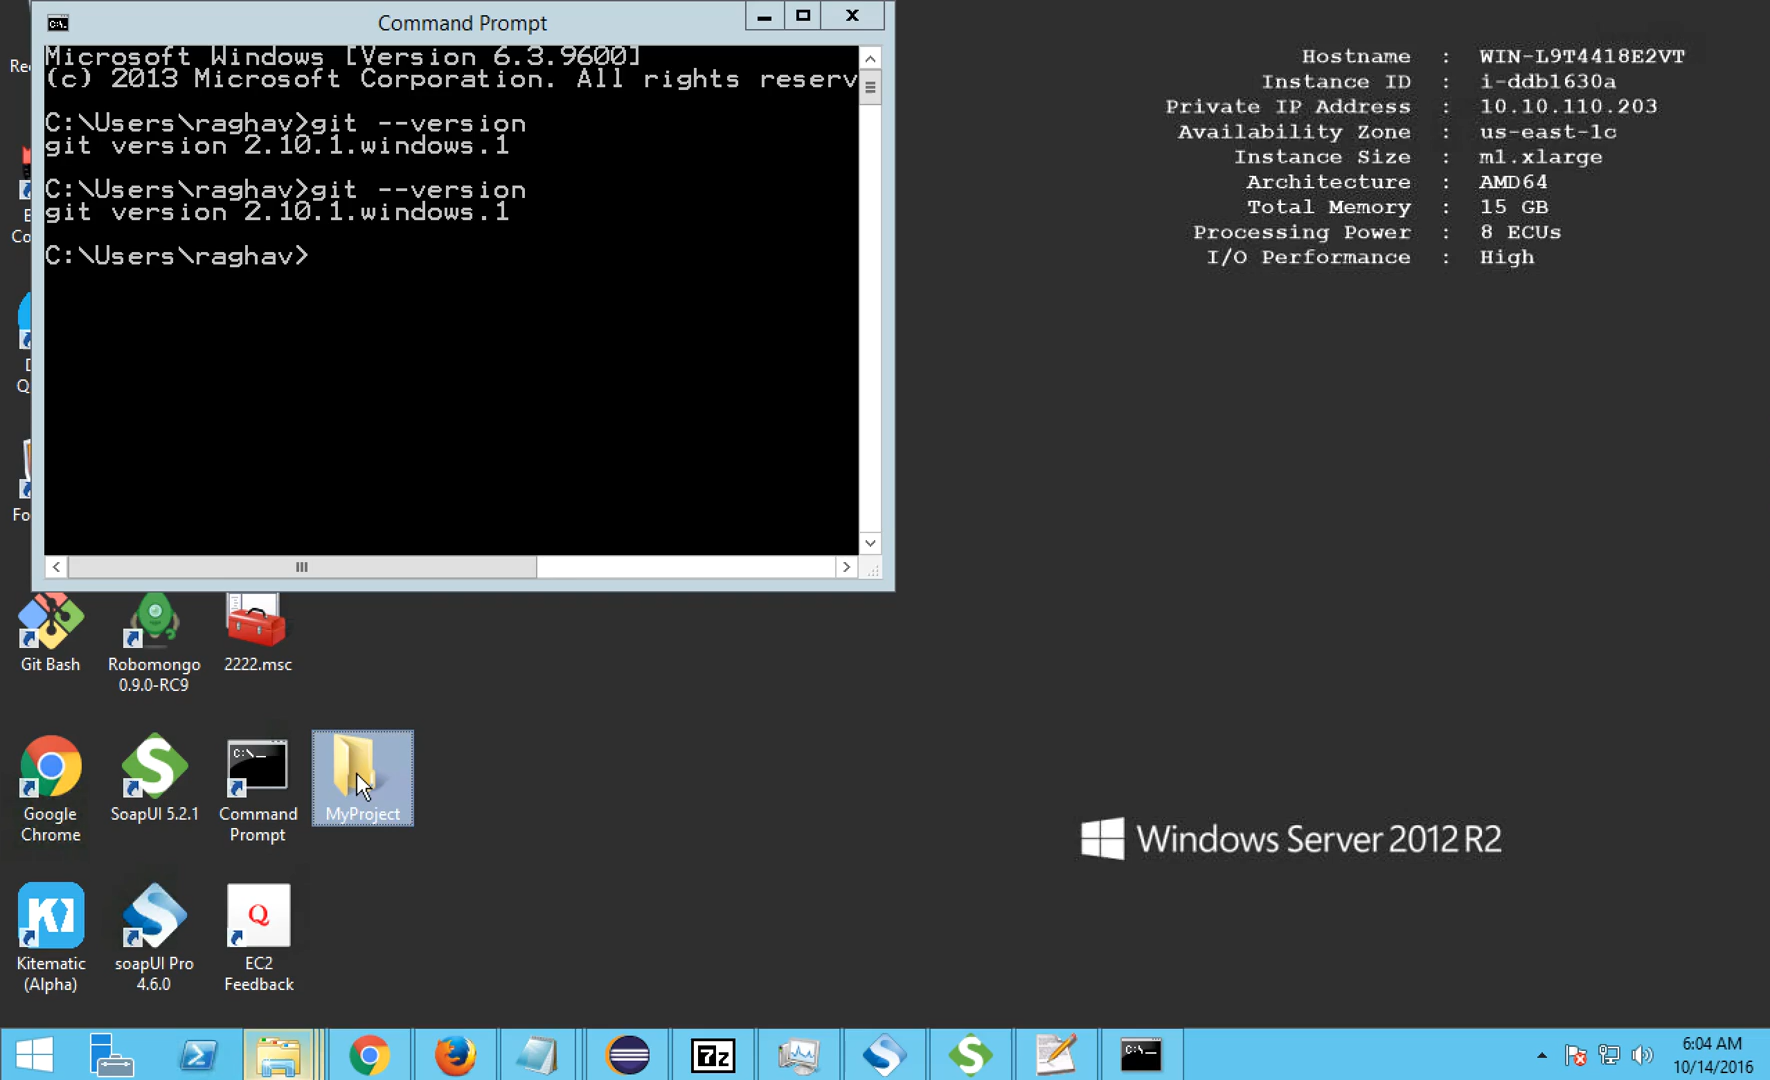 Command Prompt
Microsoft Windows [Version 6.3.9600]
(c) 2013 Microsoft Corporation. All rights reserv
C:\Users\raghav>git --version
git version 2.10.1.windows.1
C:\Users\raghav>git --version
git version 2.10.1.windows.1
C:\Users\raghav>
Hostname : WIN-L9T4418E2VT
Instance ID : i-ddb1630a
Private IP Address : 10.10.110.203
Availability Zone : us-east-1c
Instance Size : m1.xlarge
Architecture : AMD64
Total Memory : 15 GB
Processing Power : 8 ECUs
I/O Performance : High
Re
E
Co
D
Q
Fo
Git Bash
Robomongo
0.9.0-RC9
2222.msc
Google
Chrome
SoapUI 5.2.1
C:\._
Command
Prompt
MyProject
Windows Server 2012 R2
Kitematic
(Alpha)
soapUI Pro
4.6.0
Q
EC2
Feedback
7z
6:04 AM
10/14/2016